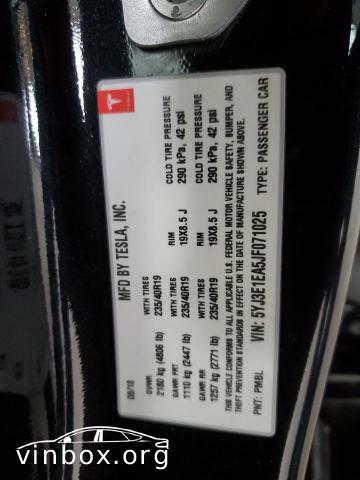 MFD BY TESLA, INC.
08/18
GVWR
2180 kg (4806 lb)
GAWR FRT
1110 kg (2447 lb)
WITH TIRES
235/40R19
RIM
19X8.5 J
COLD TIRE PRESSURE
290 kPa, 42 psi
GAWR RR
1257 kg (2771 lb)
WITH TIRES
235/40R19
RIM
19X8.5 J
COLD TIRE PRESSURE
290 kPa, 42 psi
THIS VEHICLE CONFORMS TO ALL APPLICABLE U.S. FEDERAL MOTOR VEHICLE SAFETY, BUMPER, AND
THEFT PREVENTION STANDARDS IN EFFECT ON THE DATE OF MANUFACTURE SHOWN ABOVE.
VIN: 5YJ3E1EA5JF071025
TYPE: PASSENGER CAR
PNT: PMBL
vinbox.org